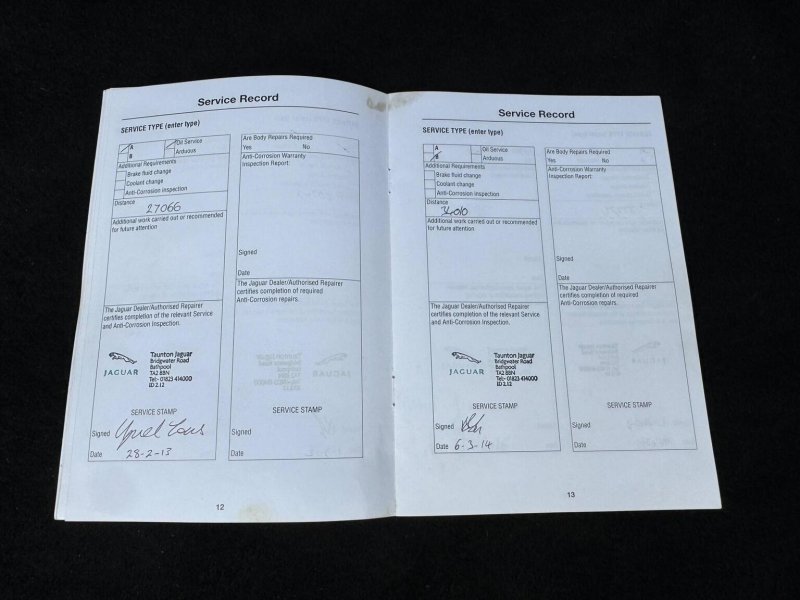 Service Record
SERVICE TYPE (enter type)
A
Oil Service
B
Arduous
Additional Requirements
Brake fluid change
Coolant change
Anti-Corrosion inspection
Distance
27066
Additional work carried out or recommended
for future attention
The Jaguar Dealer/Authorised Repairer
certifies completion of the relevant Service
and Anti-Corrosion Inspection.
JAGUAR
Taunton Jaguar
Bridgwater Road
Bathpool
TA2 8BN
Tel:- 01823 414000
ED 2.12
SERVICE STAMP
Signed
Date 28-2-13
Are Body Repairs Required
Yes No
Anti-Corrosion Warranty
Inspection Report:
Signed
Date
The Jaguar Dealer/Authorised Repairer
certifies completion of required
Anti-Corrosion repairs.
SERVICE STAMP
Signed
Date
12
Service Record
SERVICE TYPE (enter type)
A
Oil Service
B
Arduous
Additional Requirements
Brake fluid change
Coolant change
Anti-Corrosion inspection
Distance
34010
Additional work carried out or recommended
for future attention
The Jaguar Dealer/Authorised Repairer
certifies completion of the relevant Service
and Anti-Corrosion Inspection.
JAGUAR
Taunton Jaguar
Bridgwater Road
Bathpool
TA2 8BN
Tel:- 01823 414000
ED 2.12
SERVICE STAMP
Signed
Date 6-3-14
Are Body Repairs Required
Yes No
Anti-Corrosion Warranty
Inspection Report:
Signed
Date
The Jaguar Dealer/Authorised Repairer
certifies completion of required
Anti-Corrosion repairs.
SERVICE STAMP
Signed
Date
13